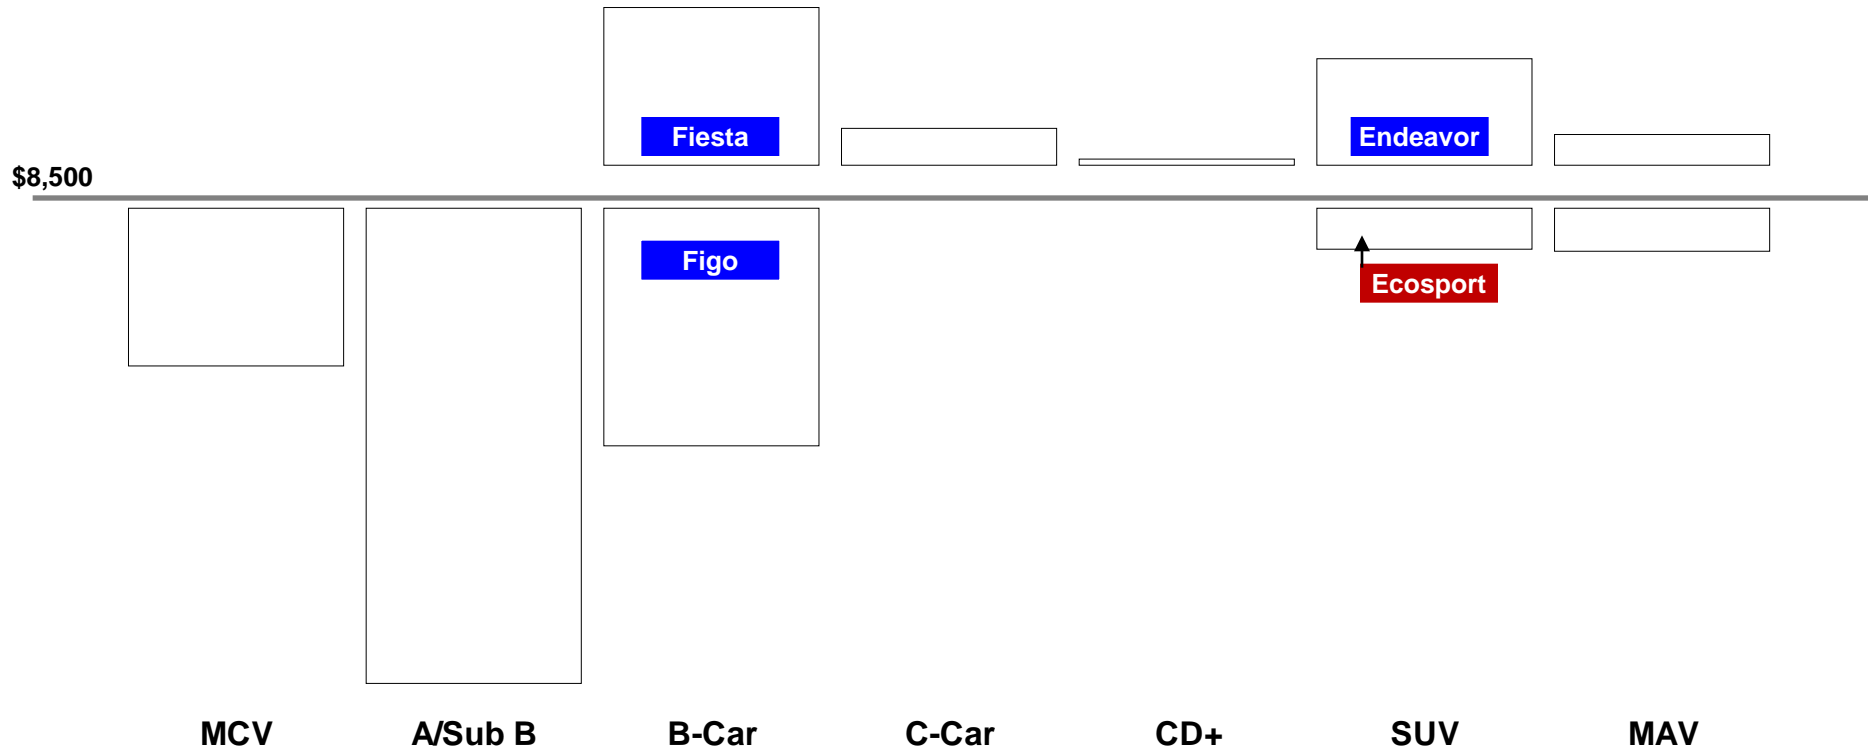 Fiesta
Endeavor
$8,500
Figo
Ecosport
MCV
A/Sub B
B-Car
C-Car
CD+
SUV
MAV